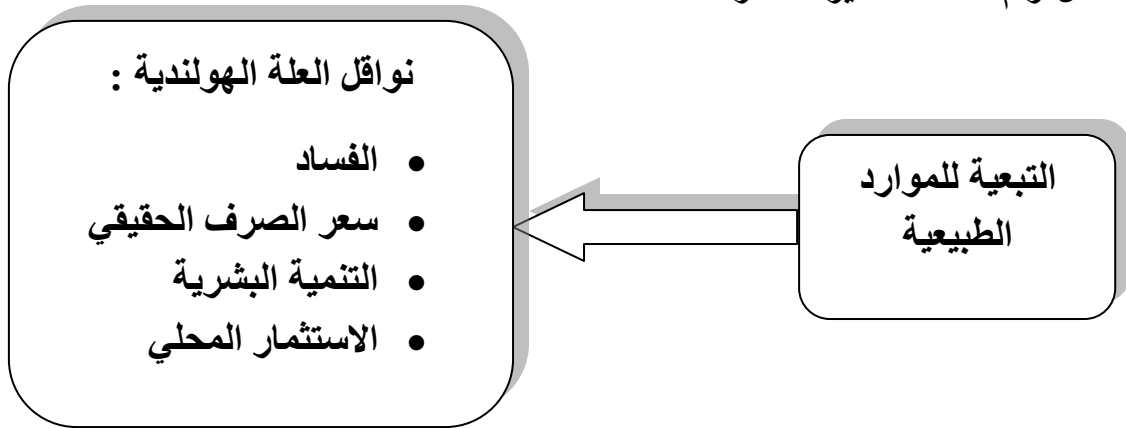 نواقل العلة الهولندية :
• الفساد
• سعر الصرف الحقيقي
• التنمية البشرية
• الاستثمار المحلي
التبعية للموارد
الطبيعية